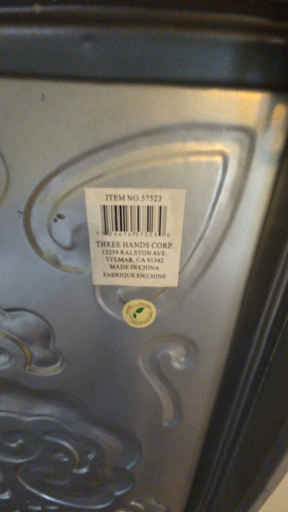 ITEM NO.57523
THREE HANDS CORP.
13259 RALSTON AVE.
SYLMAR, CA 91342
MADE IN CHINA
FABRIQUE EN CHINE